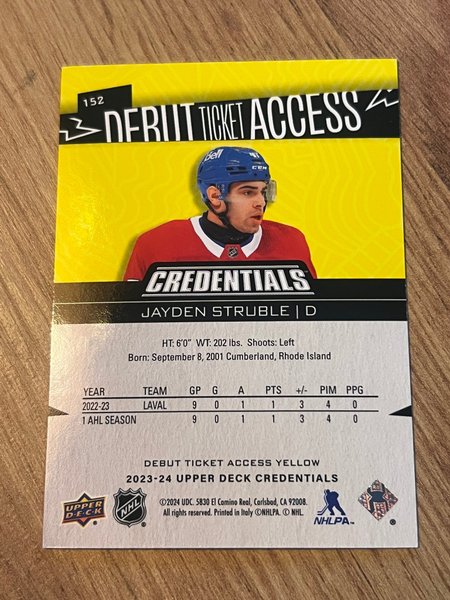 152
DEBUT TICKET ACCESS
Bell
CCM
CREDENTIALS
JAYDEN STRUBLE | D
HT: 6'0" WT: 202 lbs. Shoots: Left
Born: September 8, 2001 Cumberland, Rhode Island
YEAR TEAM GP G A PTS +/- PIM PPG
2022-23 LAVAL 9 0 1 1 3 4 0
1 AHL SEASON 9 0 1 1 3 4 0
DEBUT TICKET ACCESS YELLOW
2023-24 UPPER DECK CREDENTIALS
©2024 UDC. 5830 El Camino Real, Carlsbad, CA 92008.
All rights reserved. Printed in Italy ©NHLPA. © NHL.
UPPER DECK
NHL
NHLPA